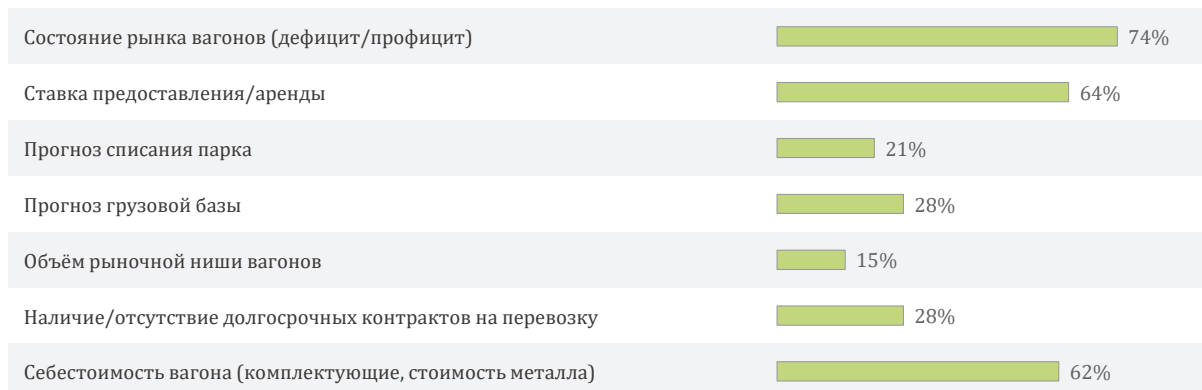 Состояние рынка вагонов (дефицит/профицит) 74%
Ставка предоставления/аренды 64%
Прогноз списания парка 21%
Прогноз грузовой базы 28%
Объём рыночной ниши вагонов 15%
Наличие/отсутствие долгосрочных контрактов на перевозку 28%
Себестоимость вагона (комплектующие, стоимость металла) 62%